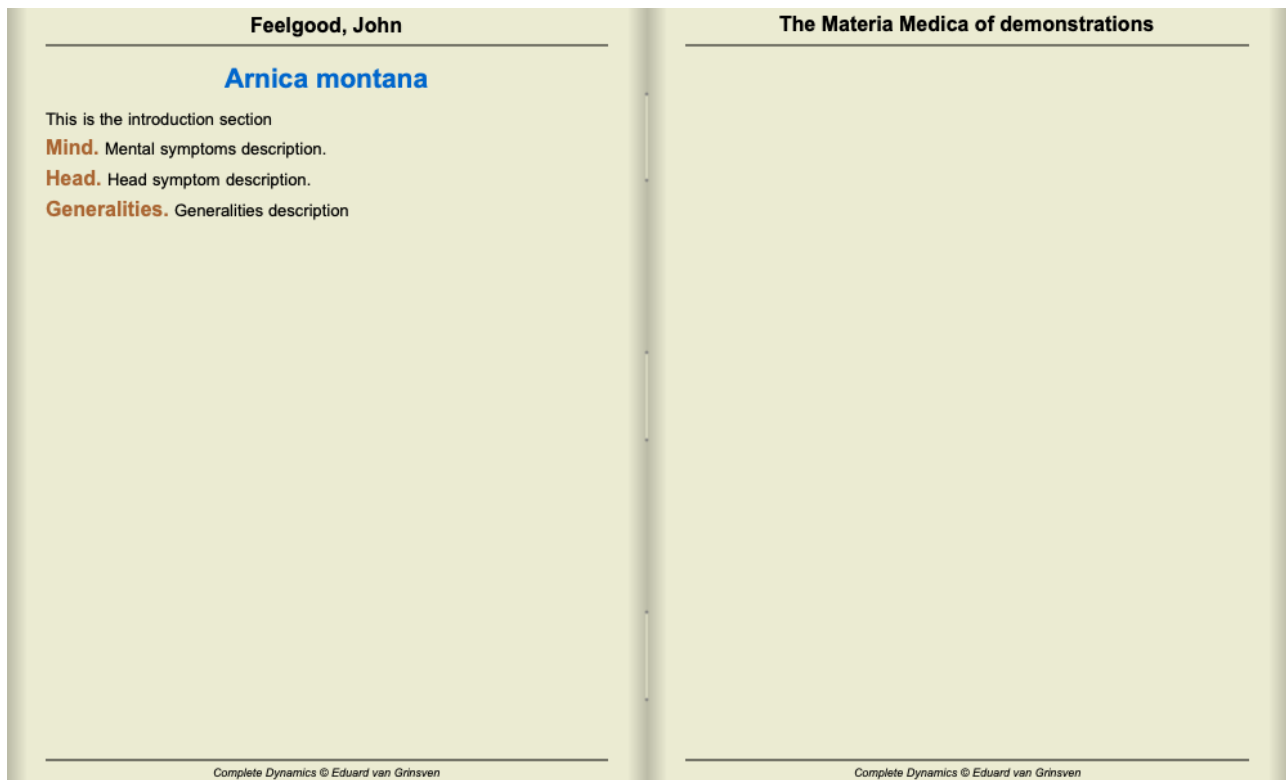 Feelgood, John
Arnica montana
This is the introduction section
Mind. Mental symptoms description.
Head. Head symptom description.
Generalities. Generalities description
Complete Dynamics © Eduard van Grinsven
The Materia Medica of demonstrations
Complete Dynamics © Eduard van Grinsven